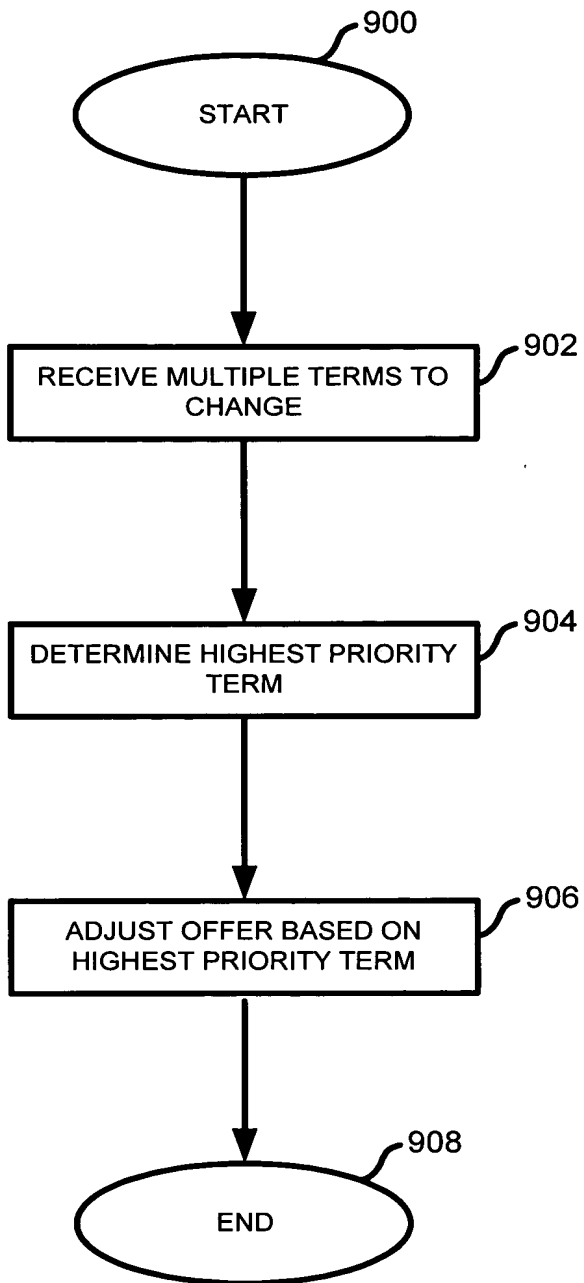 900
START
902
RECEIVE MULTIPLE TERMS TO
CHANGE
904
DETERMINE HIGHEST PRIORITY
TERM
906
ADJUST OFFER BASED ON
HIGHEST PRIORITY TERM
908
END